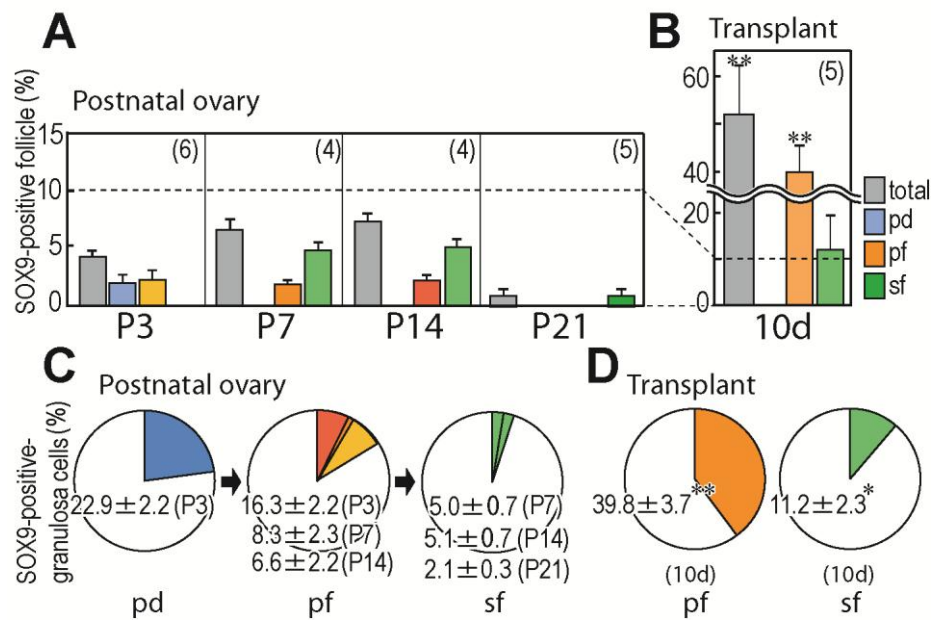 A
Postnatal ovary
SOX9-positive follicle (%)
15
10
5
0
(6)
(4)
(4)
(5)
P3
P7
P14
P21
B
Transplant
60
40
20
0
**
**
(5)
10d
total
pd
pf
sf
C
Postnatal ovary
SOX9-positive-
granulosa cells (%)
22.9±2.2 (P3)
pd
16.3±2.2 (P3)
8.3±2.3 (P7)
6.6±2.2 (P14)
pf
5.0±0.7 (P7)
5.1±0.7 (P14)
2.1±0.3 (P21)
sf
D
Transplant
39.8±3.7**
(10d)
pf
11.2±2.3*
(10d)
sf